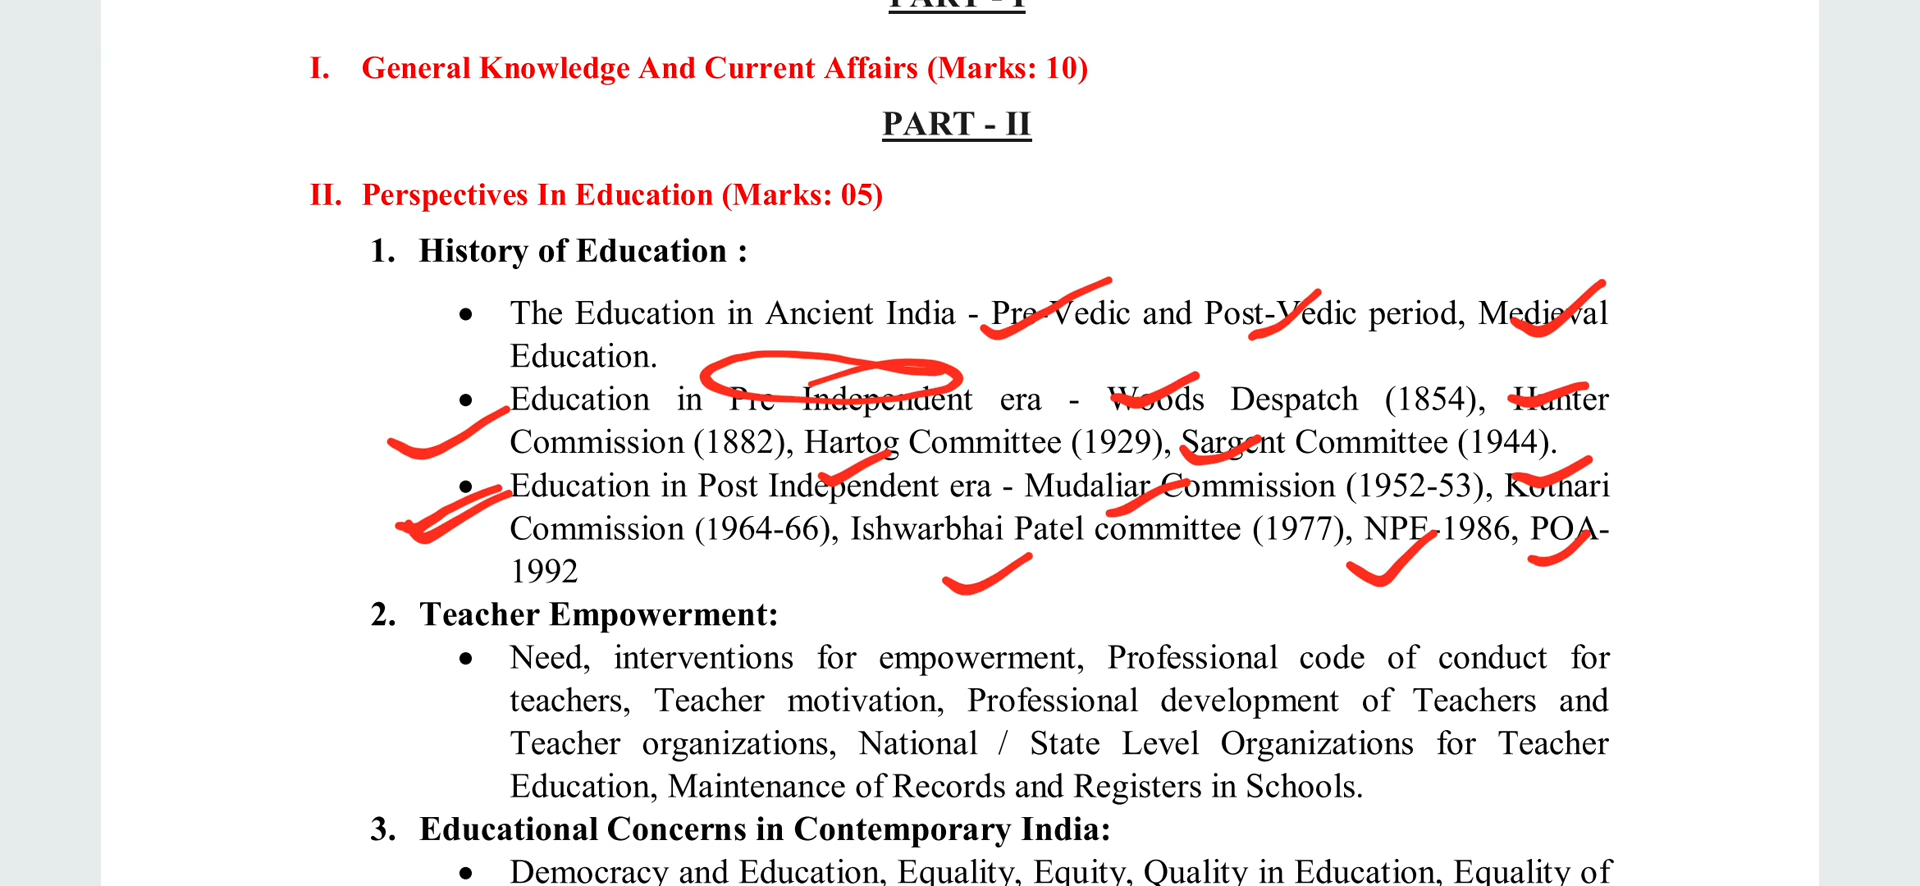 PART - I
I. General Knowledge And Current Affairs (Marks: 10)
PART - II
II. Perspectives In Education (Marks: 05)
1. History of Education :
• The Education in Ancient India - Pre-Vedic and Post-Vedic period, Medieval
Education.
• Education in Pre Independent era - Woods Despatch (1854), Hunter
Commission (1882), Hartog Committee (1929), Sargent Committee (1944).
• Education in Post Independent era - Mudaliar Commission (1952-53), Kothari
Commission (1964-66), Ishwarbhai Patel committee (1977), NPE-1986, POA-
1992
2. Teacher Empowerment:
• Need, interventions for empowerment, Professional code of conduct for
teachers, Teacher motivation, Professional development of Teachers and
Teacher organizations, National / State Level Organizations for Teacher
Education, Maintenance of Records and Registers in Schools.
3. Educational Concerns in Contemporary India:
• Democracy and Education, Equality, Equity, Quality in Education, Equality of